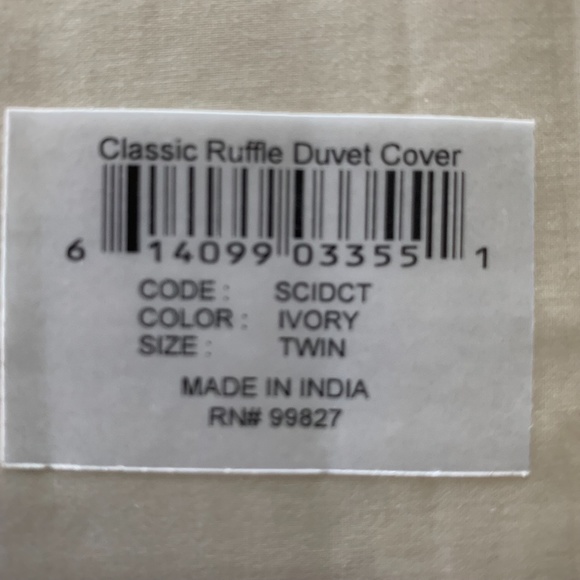 Classic Ruffle Duvet Cover
6 14099 03355 1
CODE : SCIDCT
COLOR : IVORY
SIZE : TWIN
MADE IN INDIA
RN# 99827